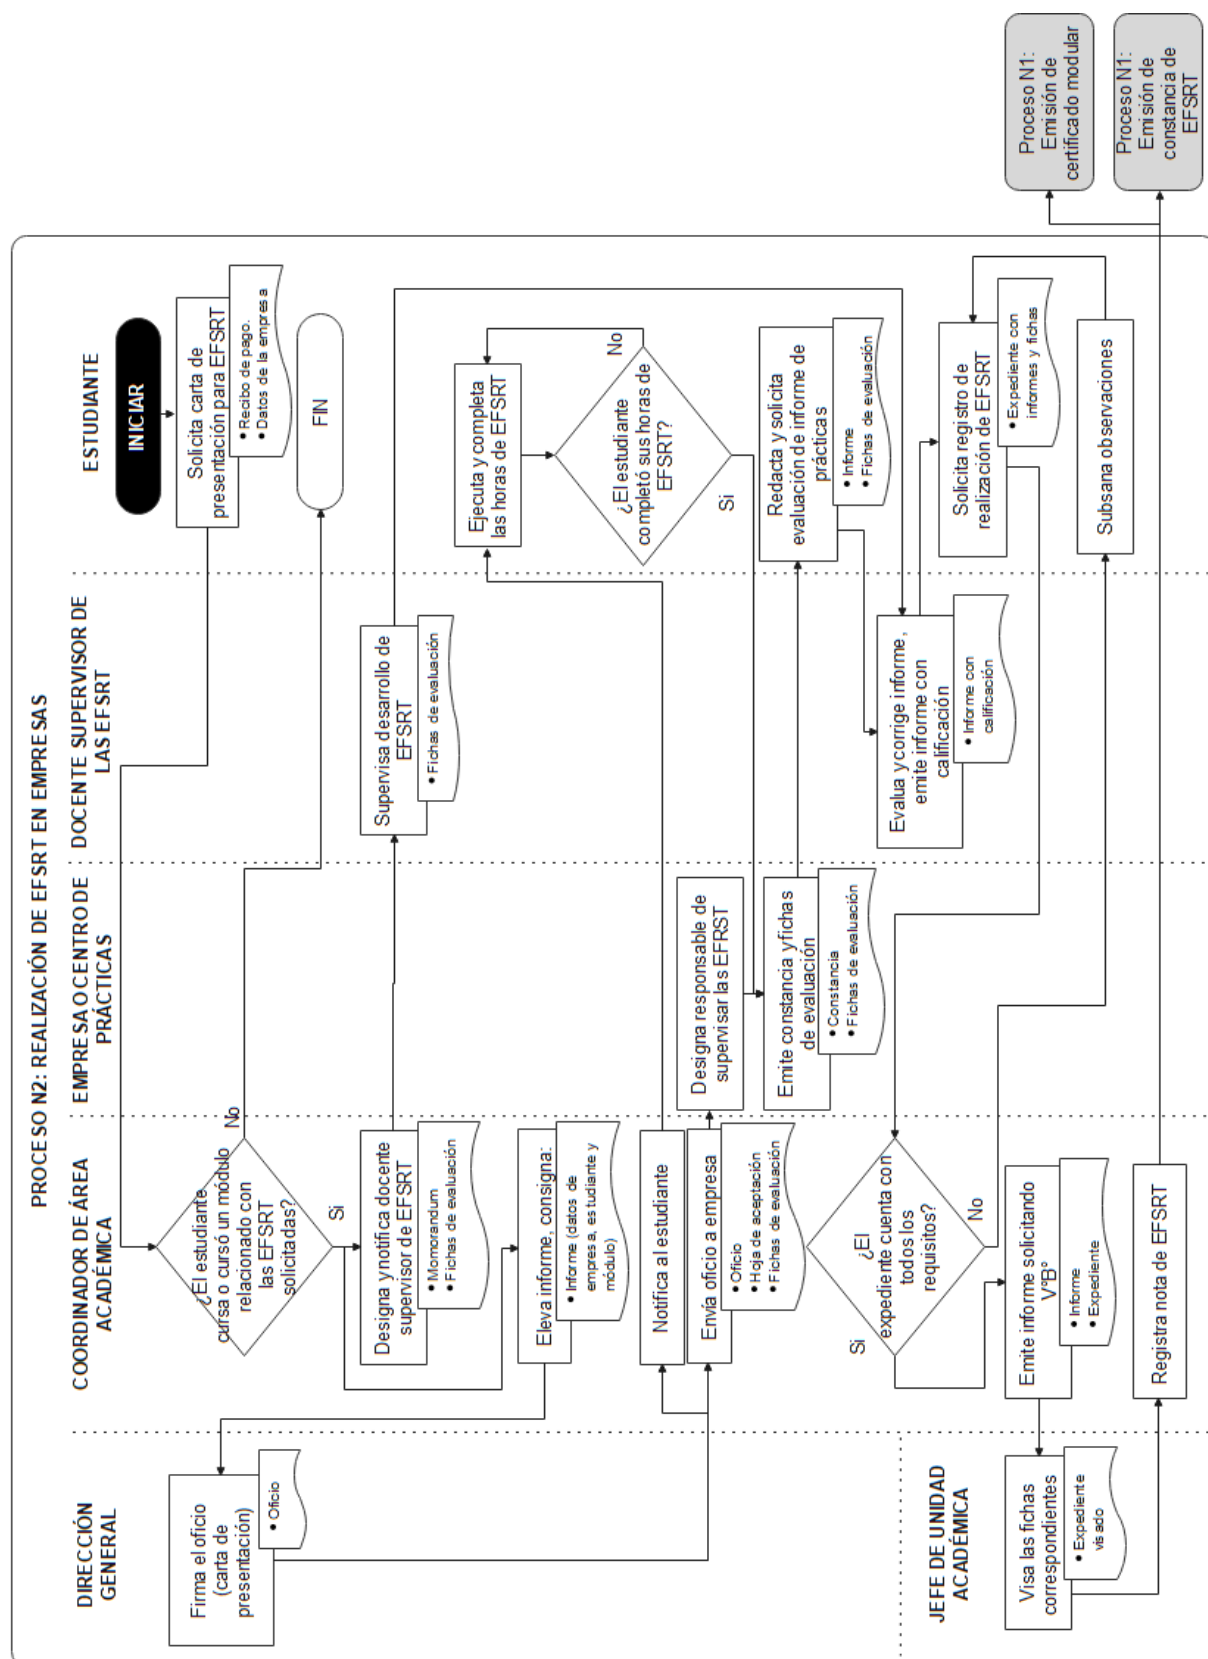 PROCESO N2: REALIZACIÓN DE EFSRT EN EMPRESAS
DIRECCIÓN
GENERAL
COORDINADOR DE ÁREA
ACADÉMICA
EMPRESA O CENTRO DE
PRÁCTICAS
DOCENTE SUPERVISOR DE
LAS EFSRT
ESTUDIANTE
INICIAR
Solicita carta de
presentación para EFSRT
• Recibo de pago.
• Datos de la empresa
FIN
¿El estudiante
cursa o cursó un módulo
relacionado con
las EFSRT
solicitadas?
No
Si
Firma el oficio
(carta de
presentación)
• Oficio
Designa y notifica docente
supervisor de EFSRT
• Momorandum
• Fichas de evaluación
Supervisa desarrollo de
EFSRT
• Fichas de evaluación
Eleva informe, consigna:
• Informe (datos de
empresa, estudiante y
módulo)
Ejecuta y completa
las horas de EFSRT
No
¿El estudiante
completó sus horas de
EFSRT?
Si
Notifica al estudiante
Envía oficio a empresa
• Oficio
• Hoja de aceptación
• Fichas de evaluación
Designa responsable de
supervisar las EFRST
Emite constancia y fichas
de evaluación
• Constancia
• Fichas de evaluación
Redacta y solicita
evaluación de informe de
prácticas
• Informe
• Fichas de evaluación
Evalua y corrige informe,
emite informe con
calificación
• Informe con
calificación
Solicita registro de
realización de EFSRT
• Expediente con
informes y fichas
¿El
expediente cuenta con
todos los
requisitos?
Si
No
Subsana observaciones
JEFE DE UNIDAD
ACADÉMICA
Emite informe solicitando
V°B°
• Informe
• Expediente
Visa las fichas
correspondientes
• Expediente
visado
Registra nota de EFSRT
Proceso N1:
Emisión de
certificado modular
Proceso N1:
Emisión de
constancia de
EFSRT